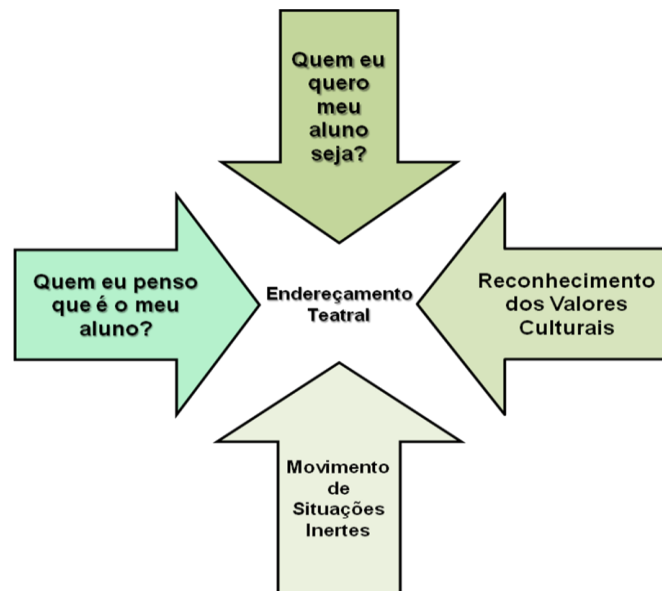 Quem eu
quero
meu
aluno
seja?
Quem eu penso
que é o meu
aluno?
Endereçamento
Teatral
Reconhecimento
dos Valores
Culturais
Movimento
de
Situações
Inertes